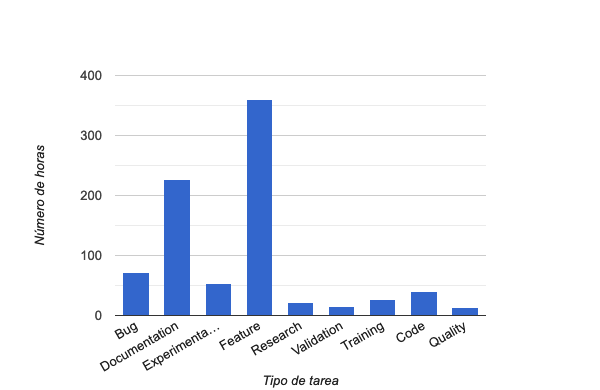 Número de horas
400
300
200
100
0
Bug
Documentation
Experimenta...
Feature
Research
Validation
Training
Code
Quality
Tipo de tarea